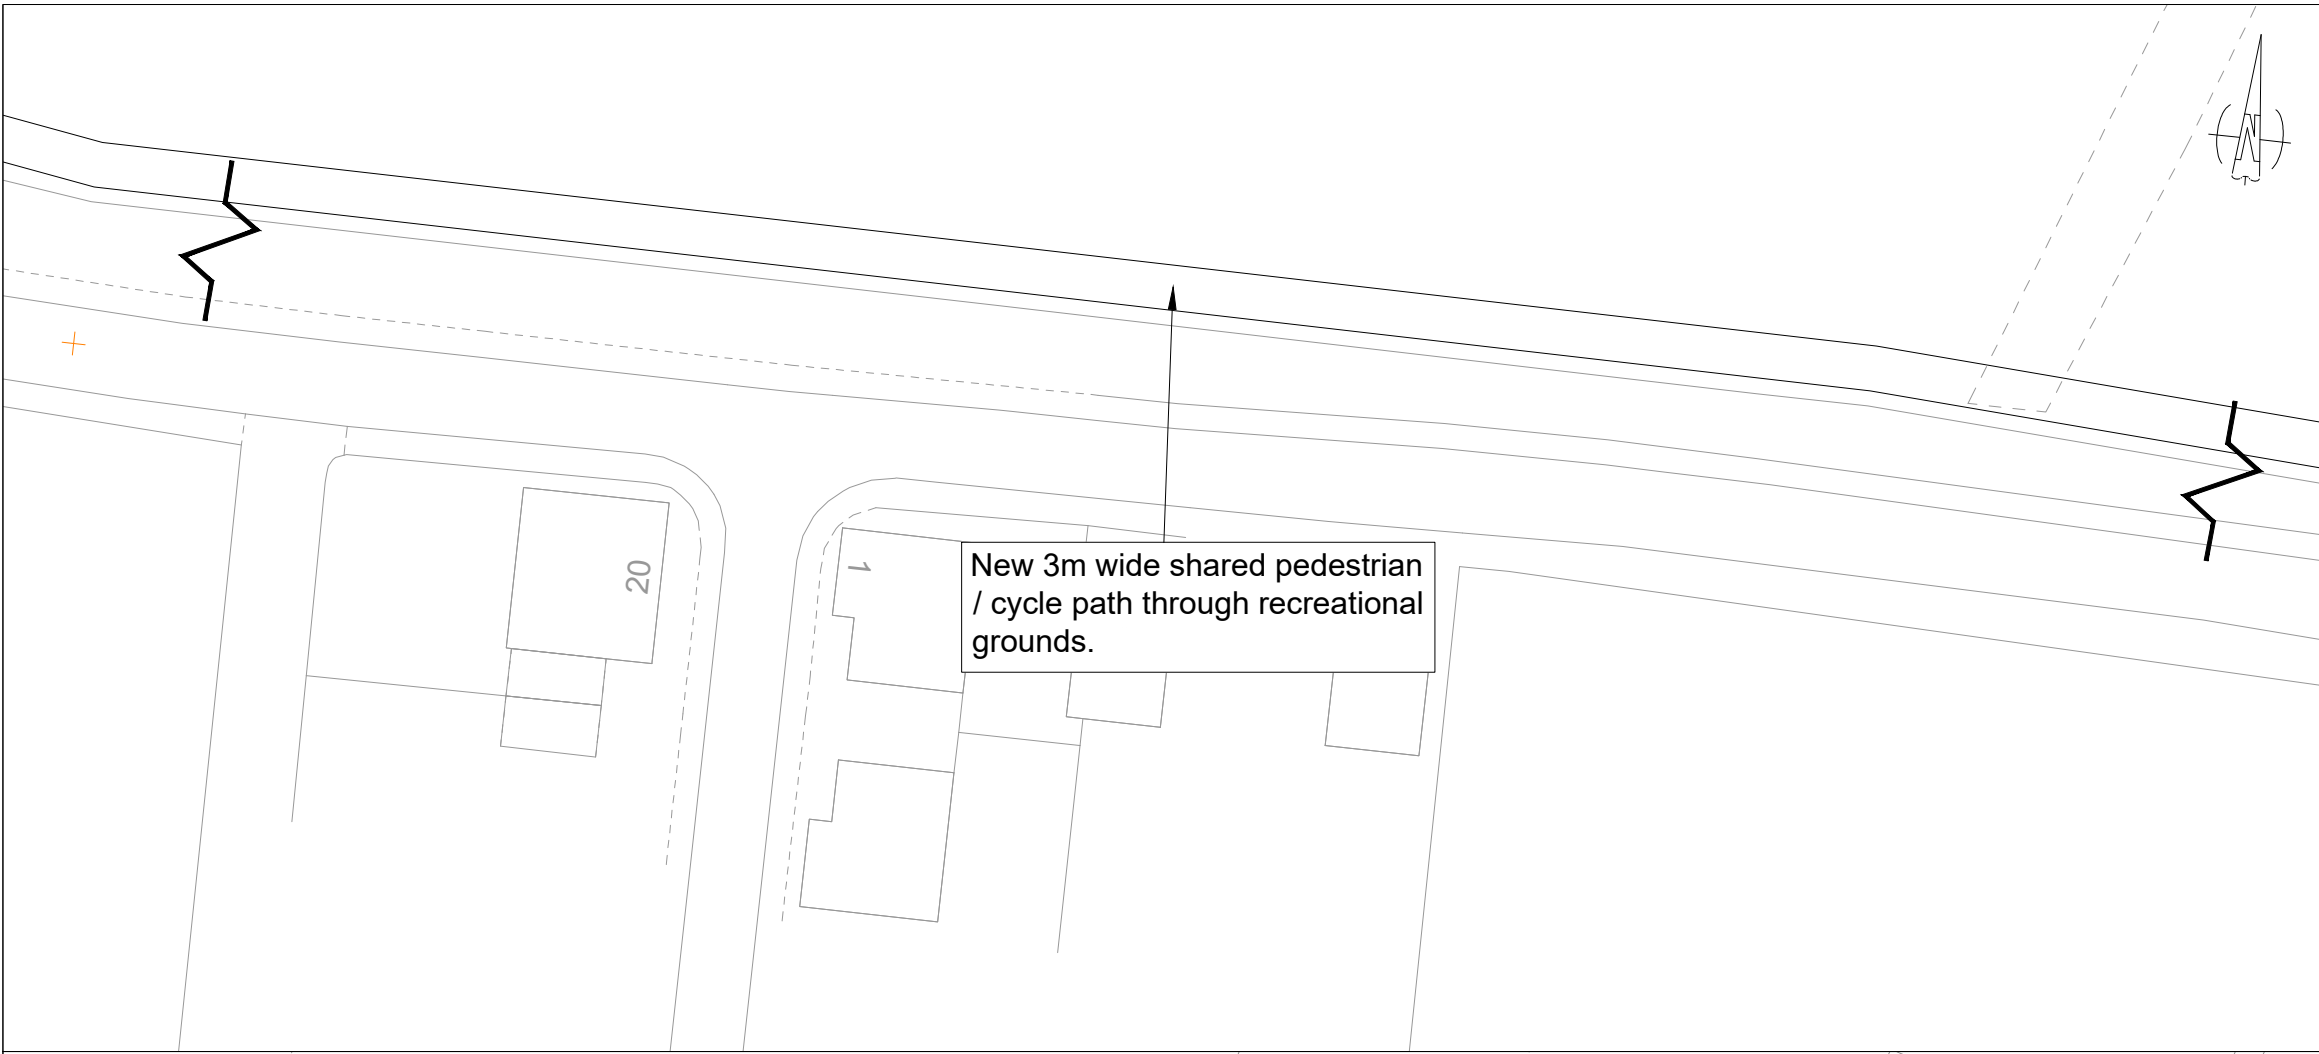 N
20
1
New 3m wide shared pedestrian
/ cycle path through recreational
grounds.